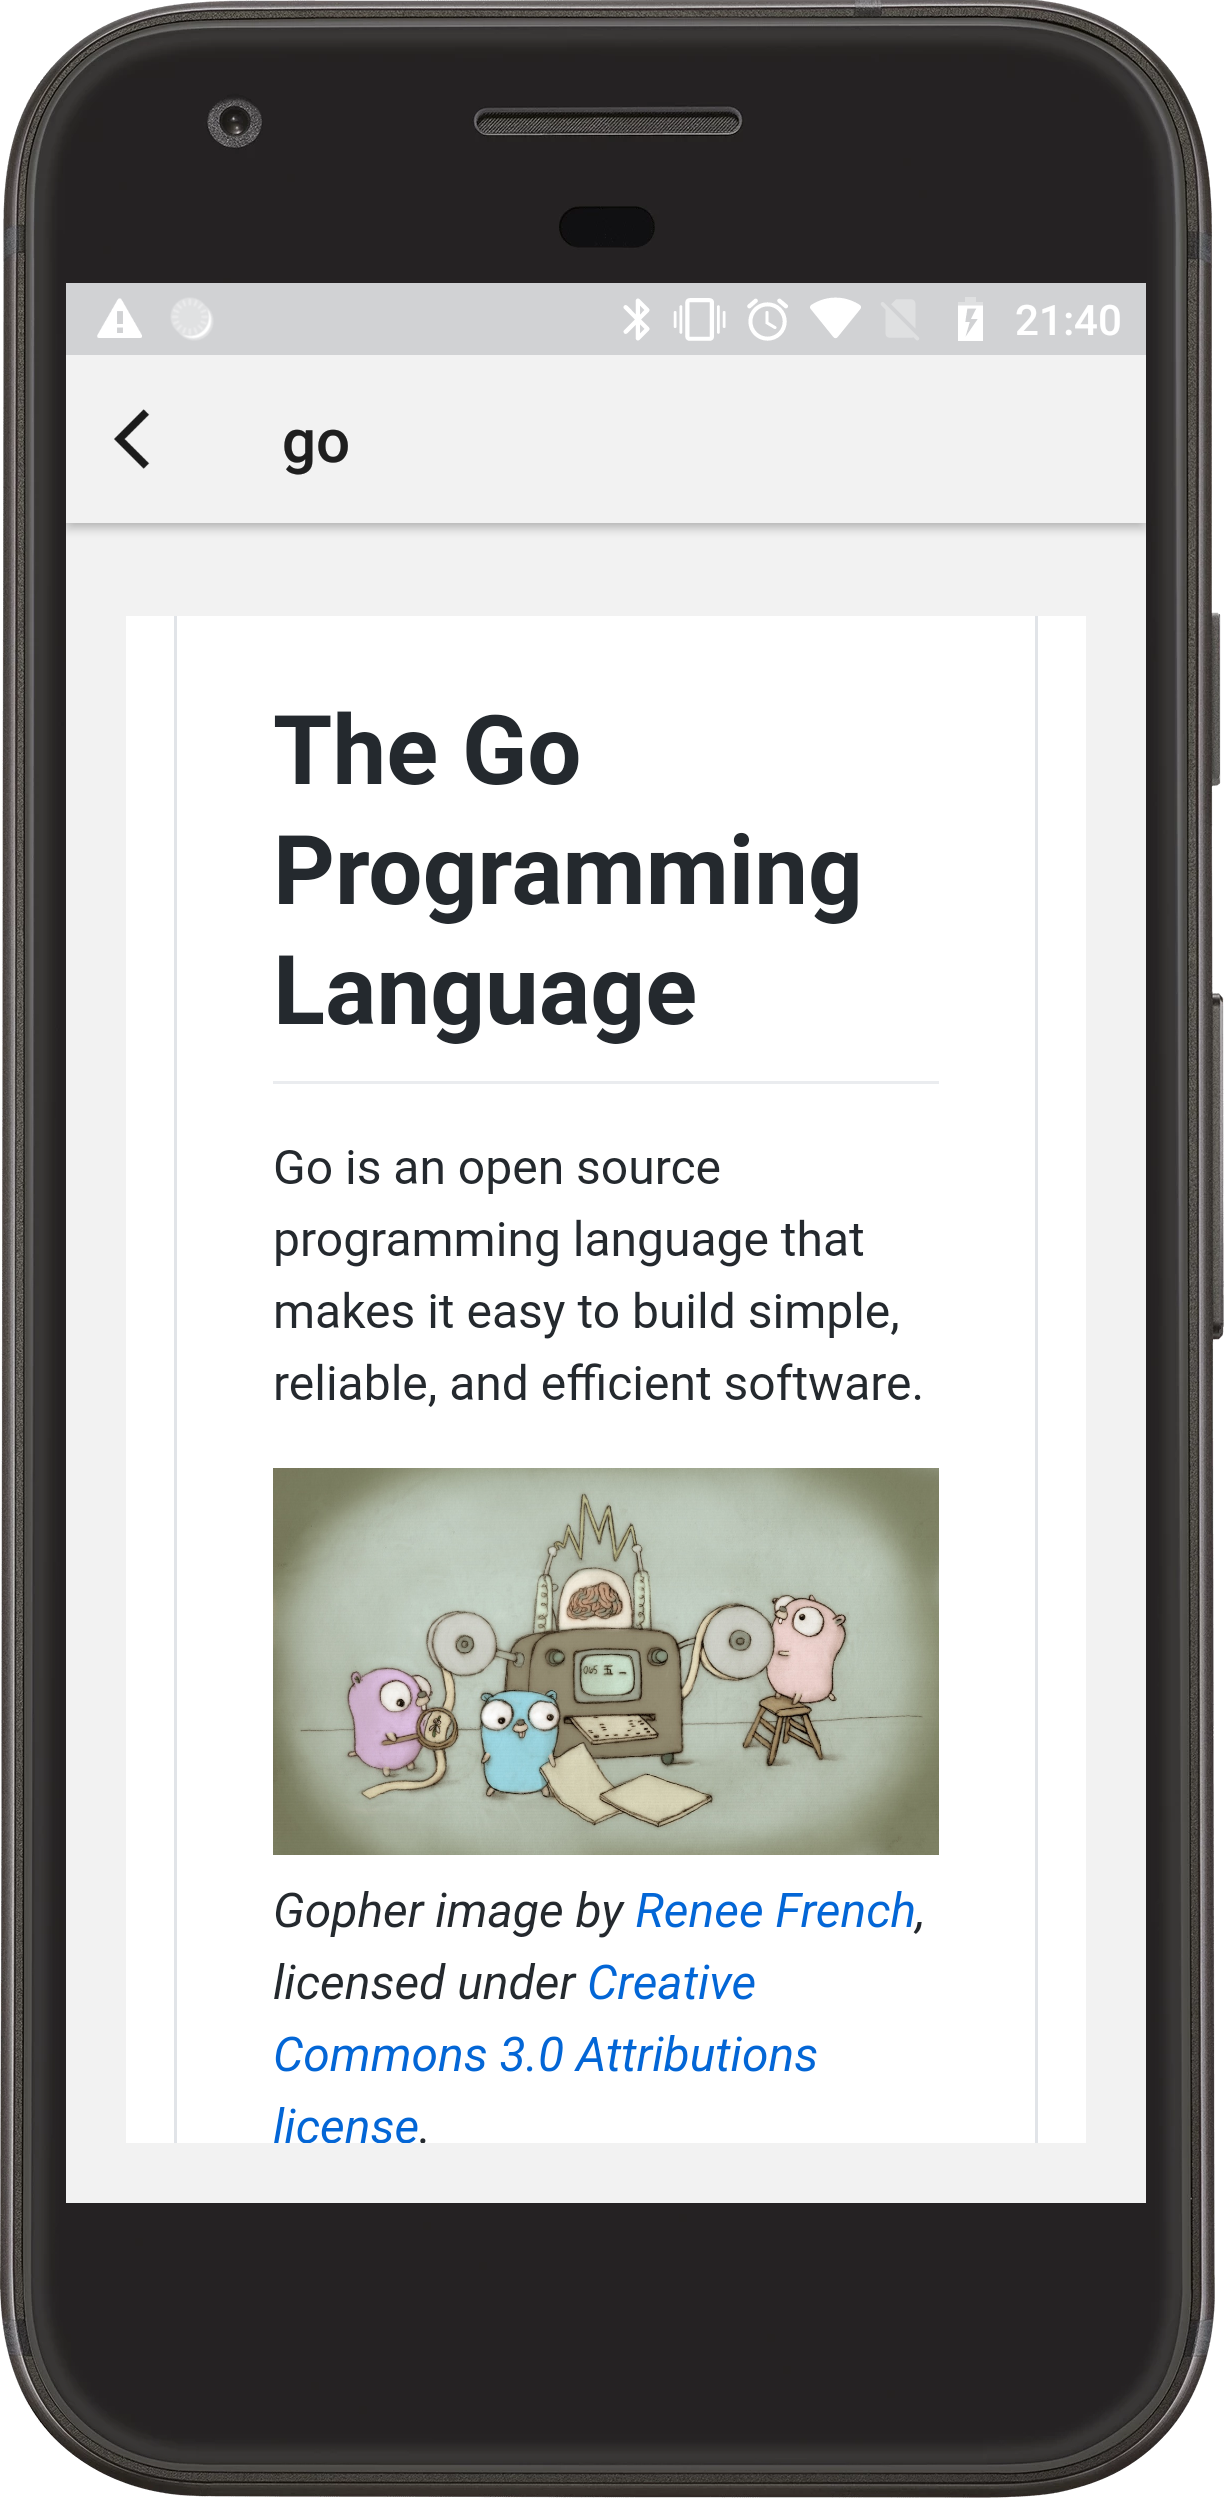 21:40
go
The Go
Programming
Language
Go is an open source
programming language that
makes it easy to build simple,
reliable, and efficient software.
065 五 –
Gopher image by Renee French,
licensed under Creative
Commons 3.0 Attributions
license.